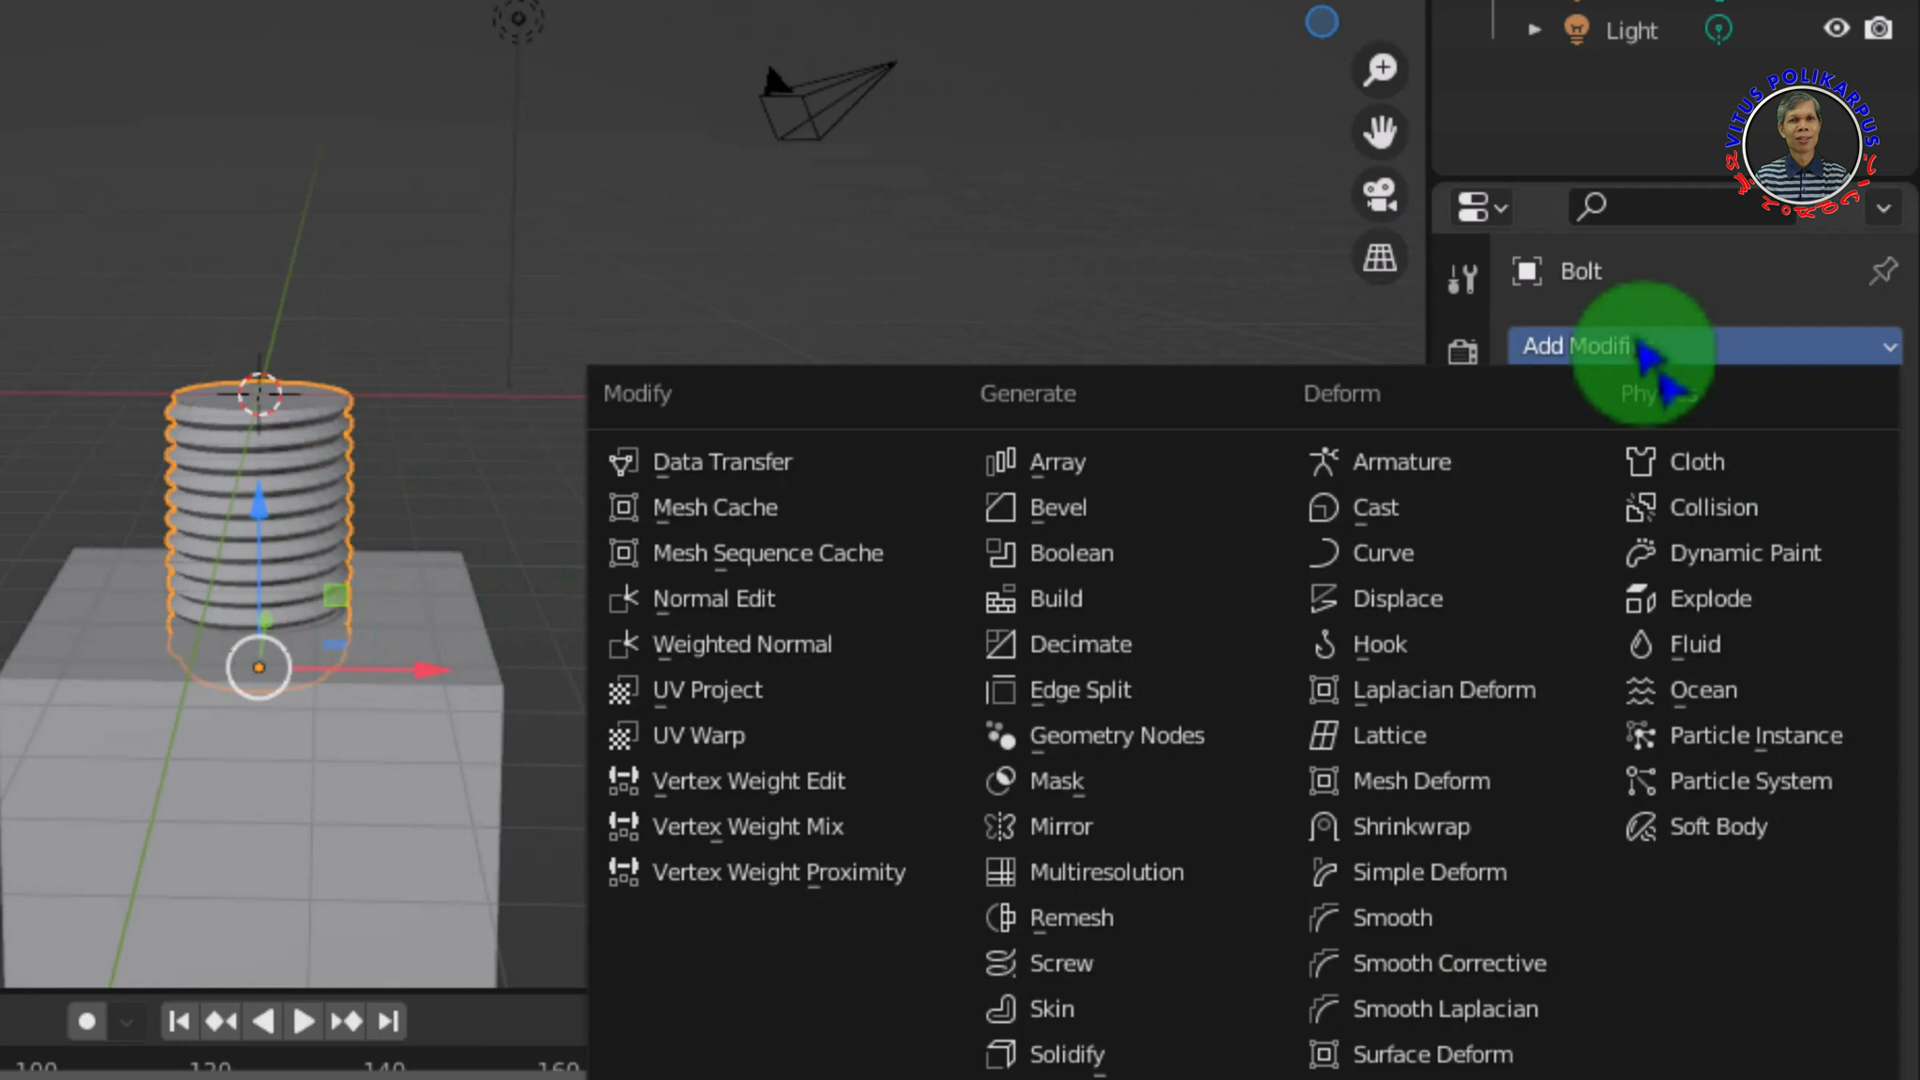 Light
VITUS POLIKARPUS
Bolt
Add Modifi
Modify
Generate
Deform
Data Transfer
Mesh Cache
Mesh Sequence Cache
Normal Edit
Weighted Normal
UV Project
UV Warp
Vertex Weight Edit
Vertex Weight Mix
Vertex Weight Proximity
Array
Bevel
Boolean
Build
Decimate
Edge Split
Geometry Nodes
Mask
Mirror
Multiresolution
Remesh
Screw
Skin
Solidify
Armature
Cast
Curve
Displace
Hook
Laplacian Deform
Lattice
Mesh Deform
Shrinkwrap
Simple Deform
Smooth
Smooth Corrective
Smooth Laplacian
Surface Deform
Cloth
Collision
Dynamic Paint
Explode
Fluid
Ocean
Particle Instance
Particle System
Soft Body
100 120 140 160